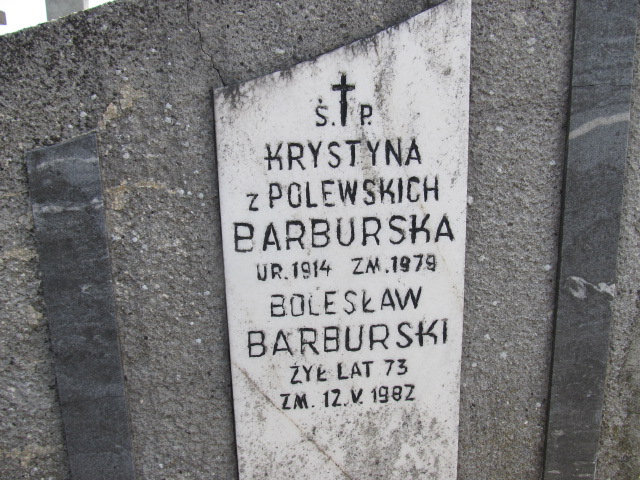 Ś. P.
KRYSTYNA
Z POLEWSKICH
BARBURSKA
UR. 1914 ZM. 1979
BOLESŁAW
BARBURSKI
ŻYŁ LAT 73
ZM. 12.V.1982